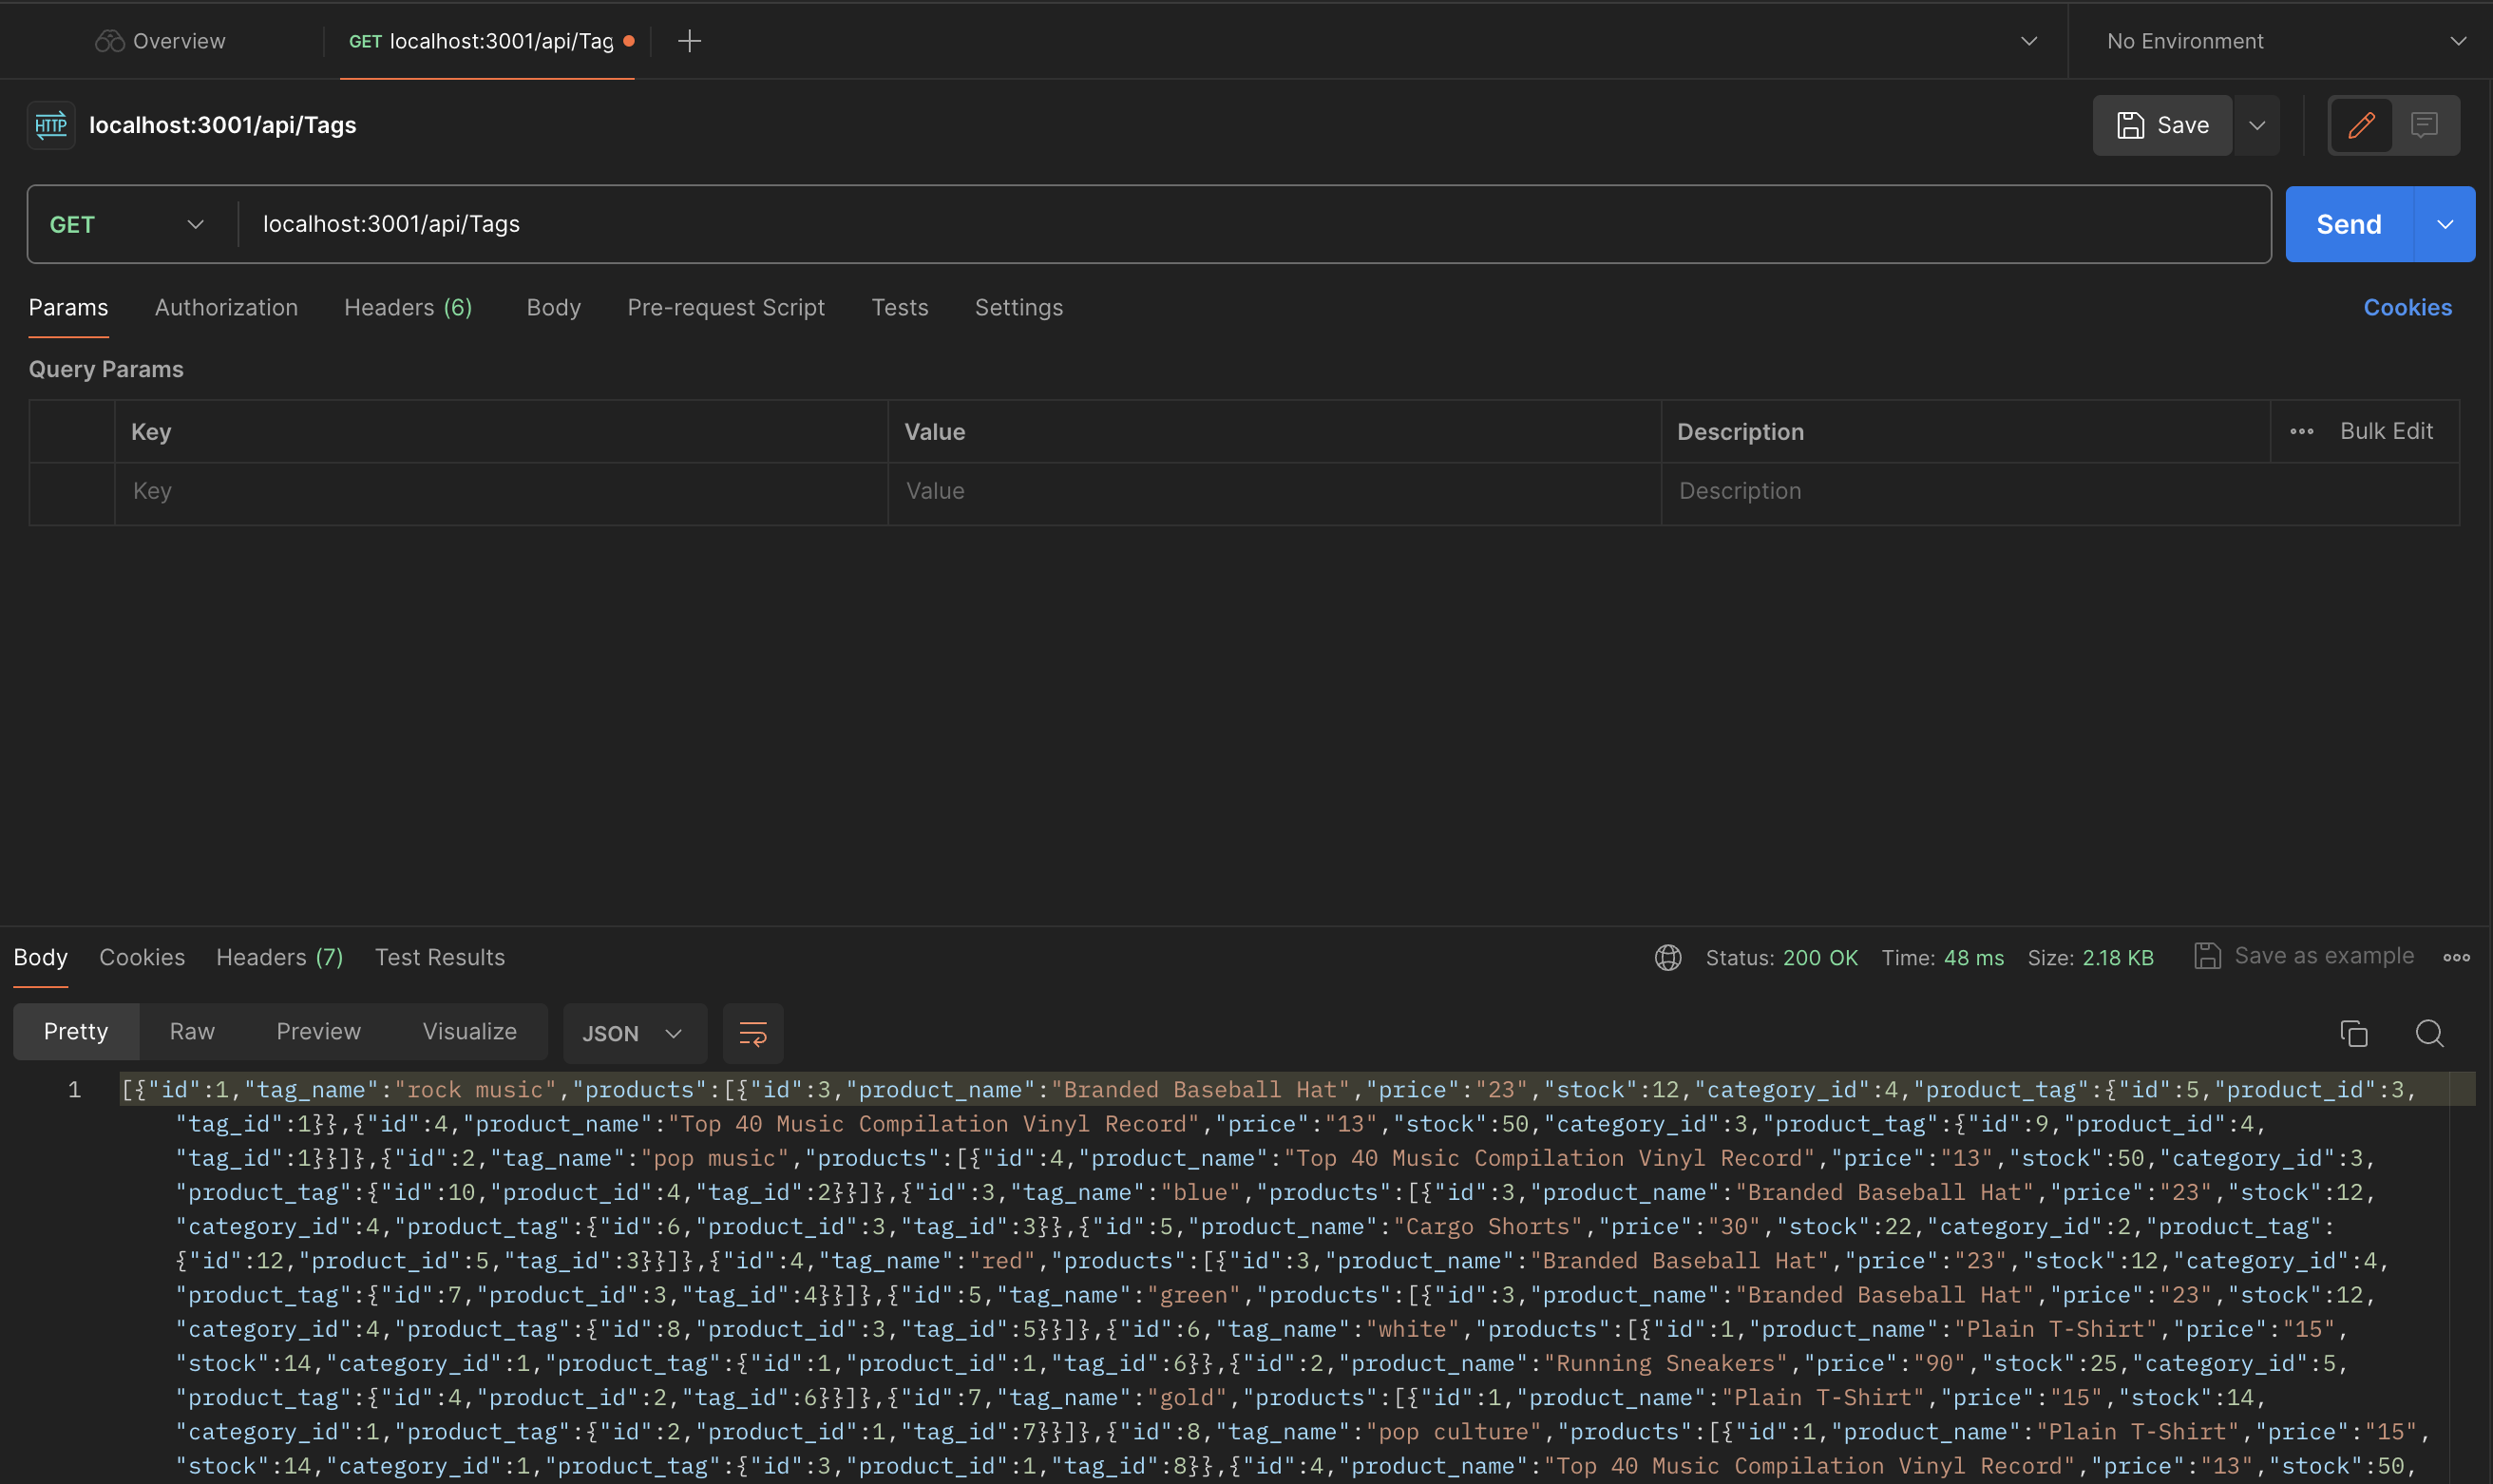 Overview
GET localhost:3001/api/Tag
No Environment
HTTP localhost:3001/api/Tags
Save
GET localhost:3001/api/Tags
Send
Params Authorization Headers (6) Body Pre-request Script Tests Settings Cookies
Query Params
Key Value Description Bulk Edit
Key Value Description
Body Cookies Headers (7) Test Results Status: 200 OK Time: 48 ms Size: 2.18 KB Save as example
Pretty Raw Preview Visualize JSON
1 [{"id":1,"tag_name":"rock music","products":[{"id":3,"product_name":"Branded Baseball Hat","price":"23","stock":12,"category_id":4,"product_tag":{"id":5,"product_id":3,
"tag_id":1}},{"id":4,"product_name":"Top 40 Music Compilation Vinyl Record","price":"13","stock":50,"category_id":3,"product_tag":{"id":9,"product_id":4,
"tag_id":1}}]},{"id":2,"tag_name":"pop music","products":[{"id":4,"product_name":"Top 40 Music Compilation Vinyl Record","price":"13","stock":50,"category_id":3,
"product_tag":{"id":10,"product_id":4,"tag_id":2}}]},{"id":3,"tag_name":"blue","products":[{"id":3,"product_name":"Branded Baseball Hat","price":"23","stock":12,
"category_id":4,"product_tag":{"id":6,"product_id":3,"tag_id":3}},{"id":5,"product_name":"Cargo Shorts","price":"30","stock":22,"category_id":2,"product_tag":
{"id":12,"product_id":5,"tag_id":3}}]},{"id":4,"tag_name":"red","products":[{"id":3,"product_name":"Branded Baseball Hat","price":"23","stock":12,"category_id":4,
"product_tag":{"id":7,"product_id":3,"tag_id":4}}]},{"id":5,"tag_name":"green","products":[{"id":3,"product_name":"Branded Baseball Hat","price":"23","stock":12,
"category_id":4,"product_tag":{"id":8,"product_id":3,"tag_id":5}}]},{"id":6,"tag_name":"white","products":[{"id":1,"product_name":"Plain T-Shirt","price":"15",
"stock":14,"category_id":1,"product_tag":{"id":1,"product_id":1,"tag_id":6}},{"id":2,"product_name":"Running Sneakers","price":"90","stock":25,"category_id":5,
"product_tag":{"id":4,"product_id":2,"tag_id":6}}]},{"id":7,"tag_name":"gold","products":[{"id":1,"product_name":"Plain T-Shirt","price":"15","stock":14,
"category_id":1,"product_tag":{"id":2,"product_id":1,"tag_id":7}}]},{"id":8,"tag_name":"pop culture","products":[{"id":1,"product_name":"Plain T-Shirt","price":"15",
"stock":14,"category_id":1,"product_tag":{"id":3,"product_id":1,"tag_id":8}},{"id":4,"product_name":"Top 40 Music Compilation Vinyl Record","price":"13","stock":50,